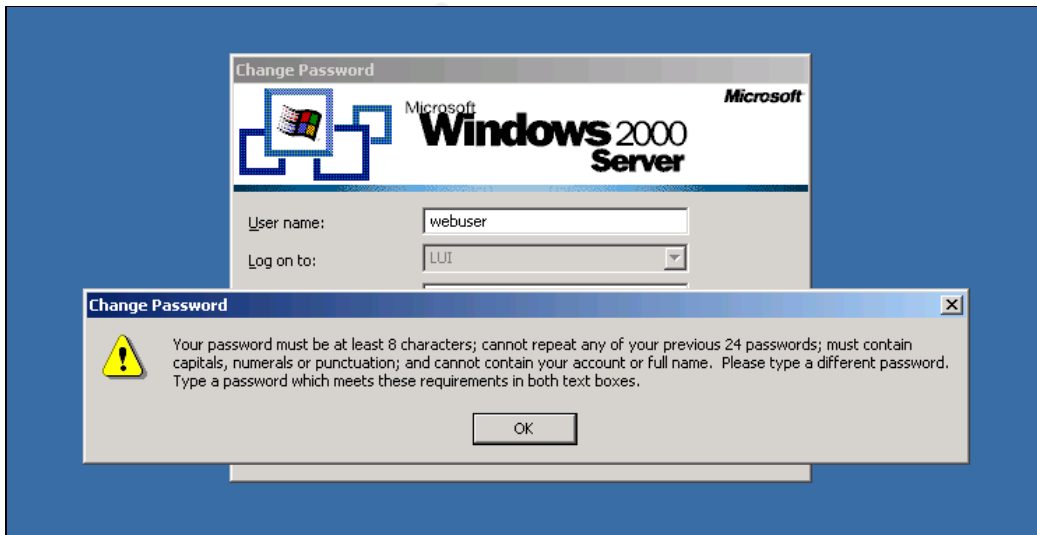 Change Password
Microsoft
Microsoft
Windows 2000
Server
User name:
webuser
Log on to:
LUI
Change Password
Your password must be at least 8 characters; cannot repeat any of your previous 24 passwords; must contain
capitals, numerals or punctuation; and cannot contain your account or full name. Please type a different password.
Type a password which meets these requirements in both text boxes.
OK